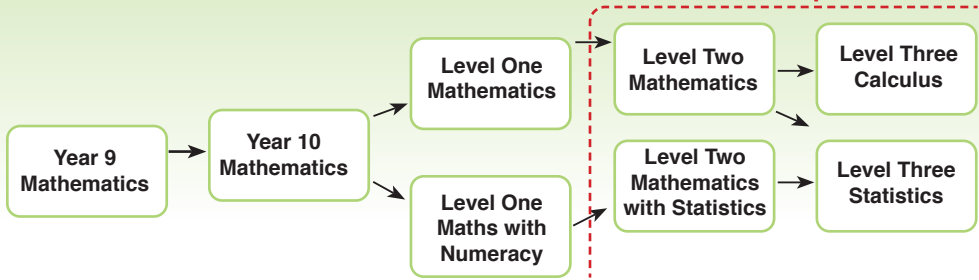 Year 9
Mathematics
Year 10
Mathematics
Level One
Mathematics
Level One
Maths with
Numeracy
Level Two
Mathematics
Level Two
Mathematics
with Statistics
Level Three
Calculus
Level Three
Statistics